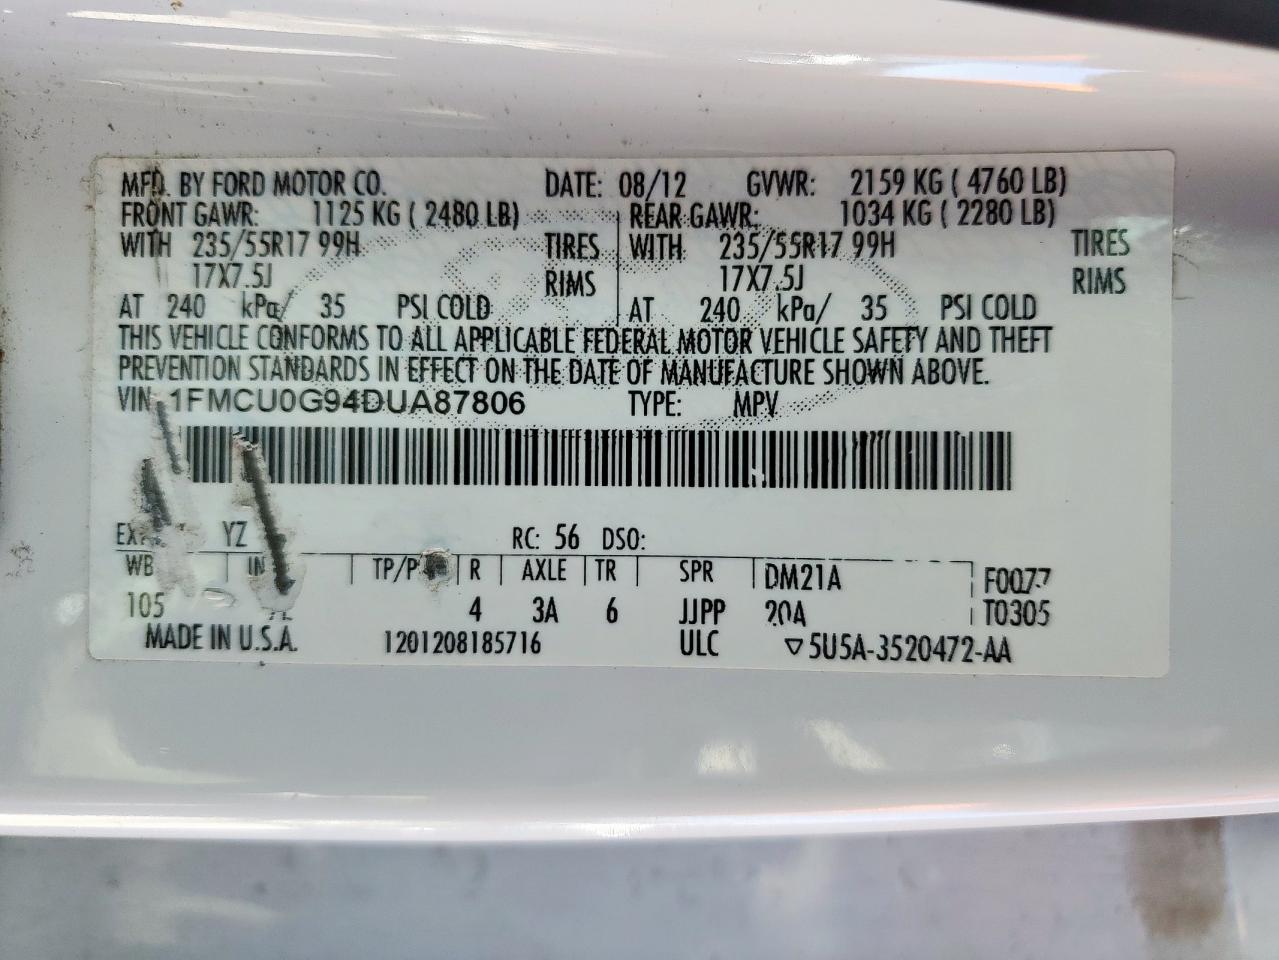 MFD. BY FORD MOTOR CO. DATE: 08/12 GVWR: 2159 KG ( 4760 LB)
FRONT GAWR: 1125 KG ( 2480 LB) REAR GAWR: 1034 KG ( 2280 LB)
WITH 235/55R17 99H TIRES WITH 235/55R17 99H TIRES
17X7.5J RIMS 17X7.5J RIMS
AT 240 kPa/ 35 PSI COLD AT 240 kPa/ 35 PSI COLD
THIS VEHICLE CONFORMS TO ALL APPLICABLE FEDERAL MOTOR VEHICLE SAFETY AND THEFT
PREVENTION STANDARDS IN EFFECT ON THE DATE OF MANUFACTURE SHOWN ABOVE.
VIN: 1FMCU0G94DUA87806 TYPE: MPV
YZ RC: 56 DSO:
WB TP/P R AXLE TR SPR DM21A F0077
105 4 3A 6 JJPP 20A T0305
MADE IN U.S.A. 1201208185716 ULC ▽5U5A-3520472-AA